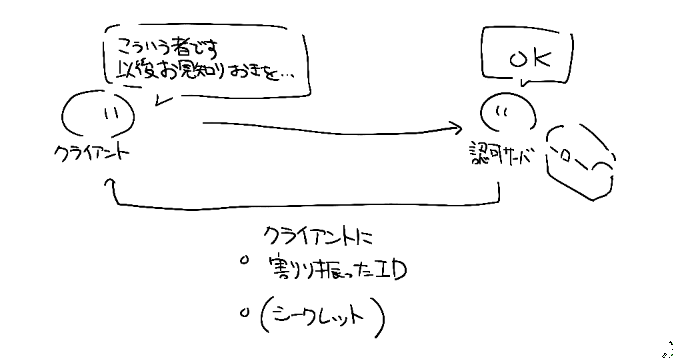 こういう者です
以後お見知りおきを…
OK
クライアント
認可サーバ
クライアントに
割り振ったID
(シークレット)